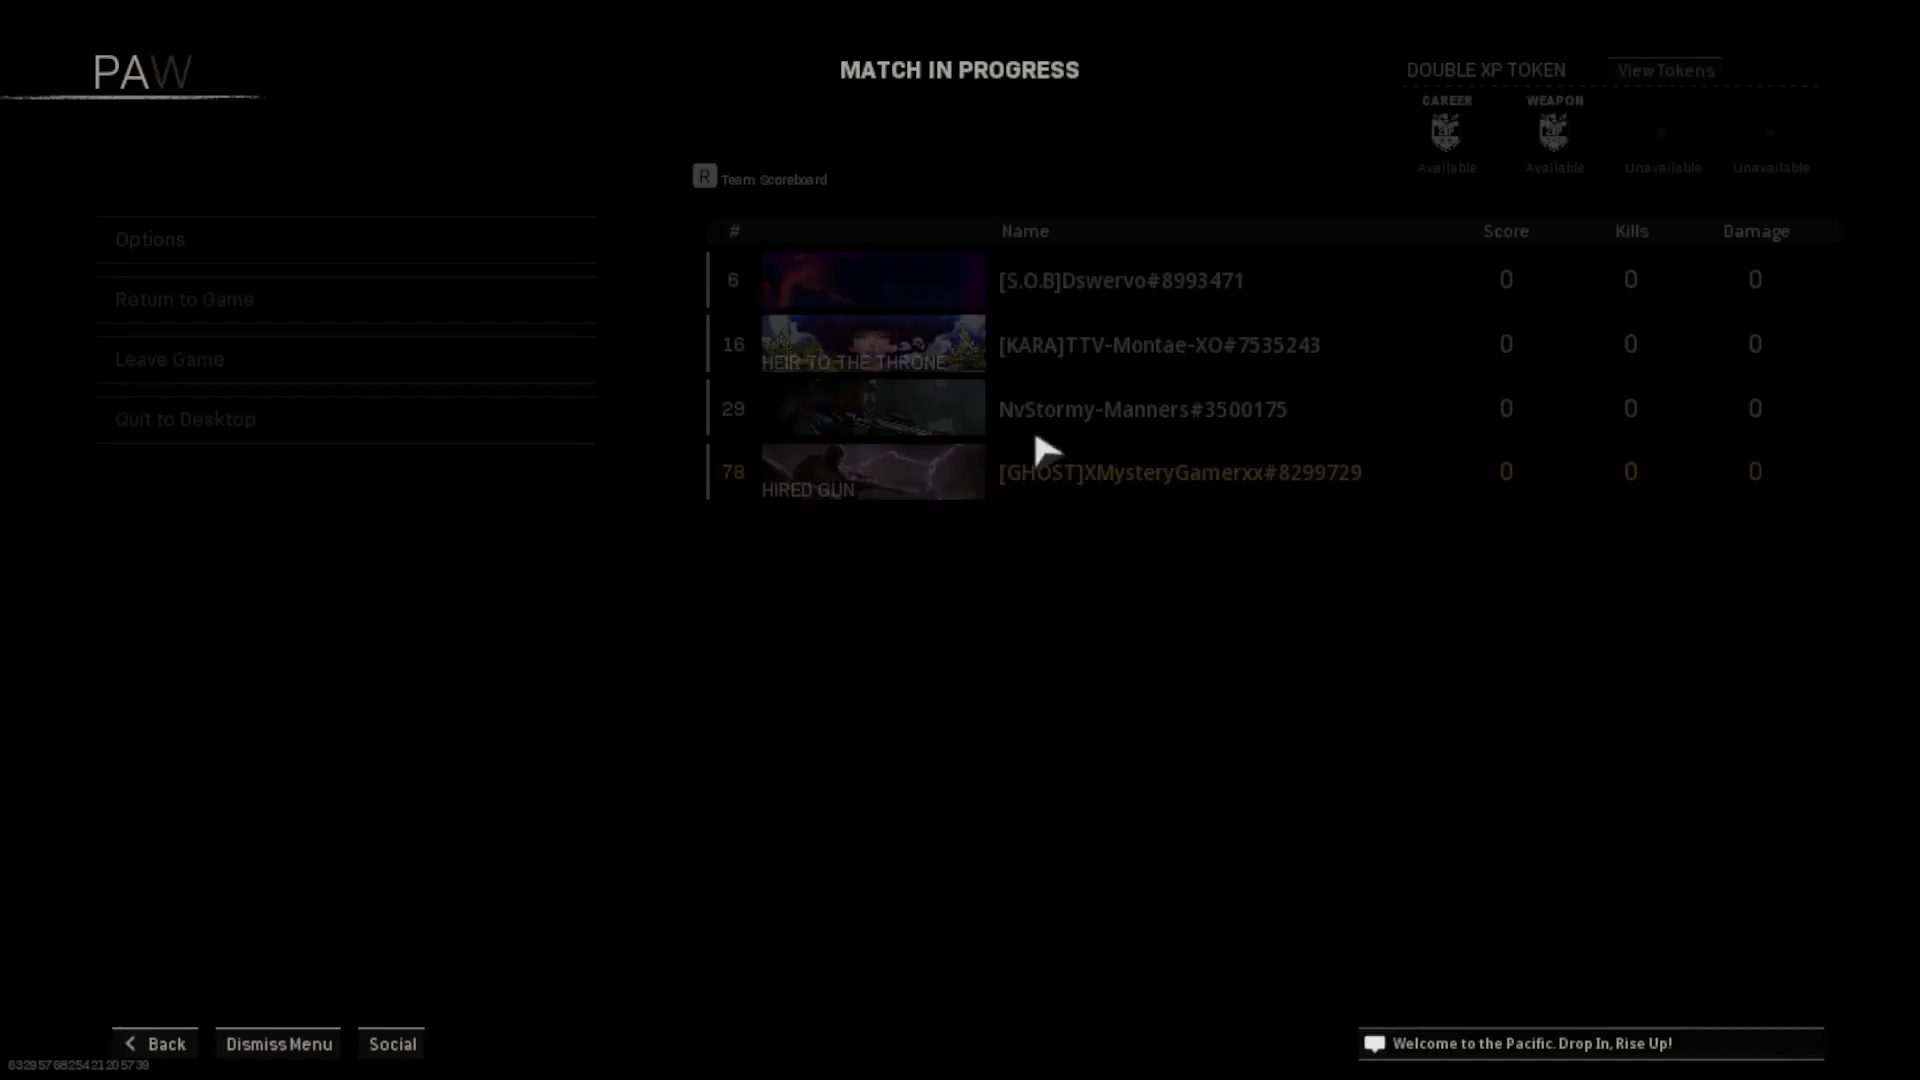 PAW
MATCH IN PROGRESS
DOUBLE XP TOKEN View Tokens
CAREER WEAPON
2XP 2XP
Available Available Unavailable Unavailable
R Team Scoreboard
Options
Return to Game
Leave Game
Quit to Desktop
# Name Score Kills Damage
6 [S.O.B]Dswervo#8993471 0 0 0
16 HEIR TO THE THRONE [KARA]TTV-Montae-XO#7535243 0 0 0
29 NvStormy-Manners#3500175 0 0 0
78 HIRED GUN [GHOST]XMysteryGamerxx#8299729 0 0 0
Back Dismiss Menu Social
Welcome to the Pacific. Drop In, Rise Up!
6329576825421205739